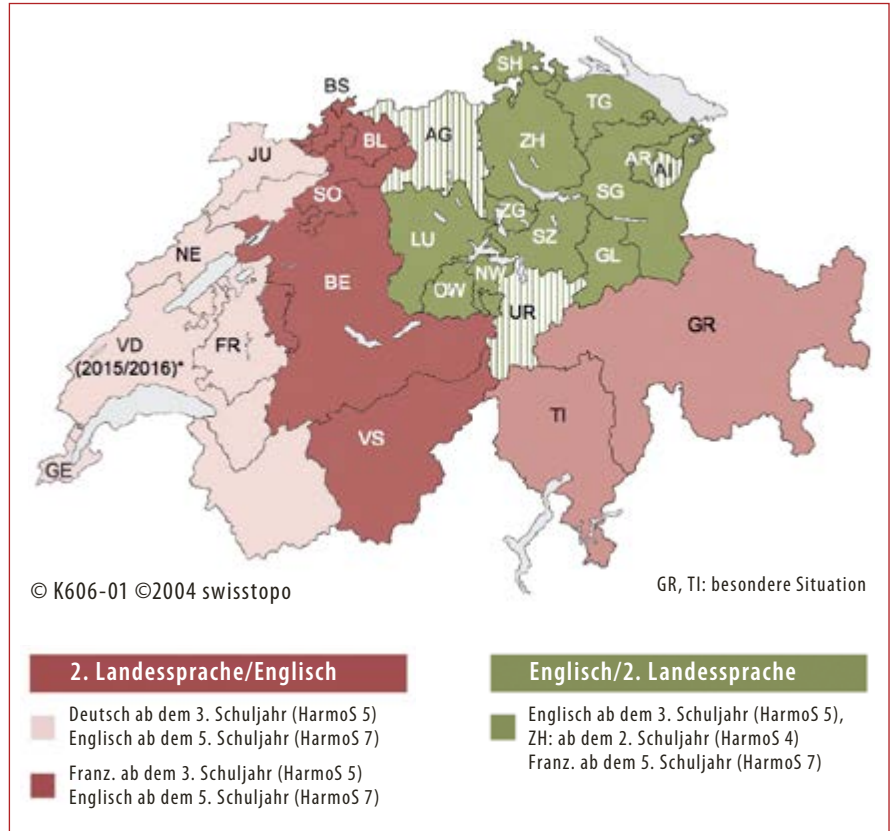 SH
BS
TG
BL
AG
ZH
JU
AR
AI
SO
SG
ZG
LU
SZ
NE
NW
GL
BE
OW
UR
GR
VD
(2015/2016)*
FR
TI
VS
GE
© K606-01 ©2004 swisstopo
GR, TI: besondere Situation
2. Landessprache/Englisch
Deutsch ab dem 3. Schuljahr (HarmoS 5)
Englisch ab dem 5. Schuljahr (HarmoS 7)
Franz. ab dem 3. Schuljahr (HarmoS 5)
Englisch ab dem 5. Schuljahr (HarmoS 7)
Englisch/2. Landessprache
Englisch ab dem 3. Schuljahr (HarmoS 5),
ZH: ab dem 2. Schuljahr (HarmoS 4)
Franz. ab dem 5. Schuljahr (HarmoS 7)